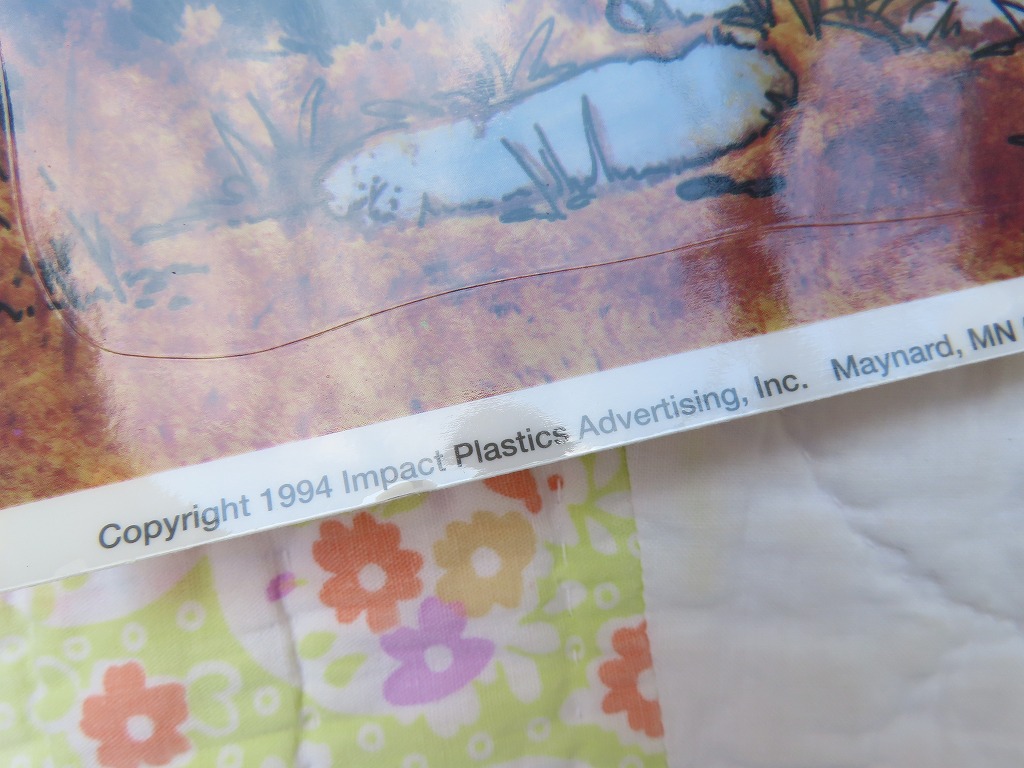 Copyright 1994 Impact Plastics Advertising, Inc. Maynard, MN